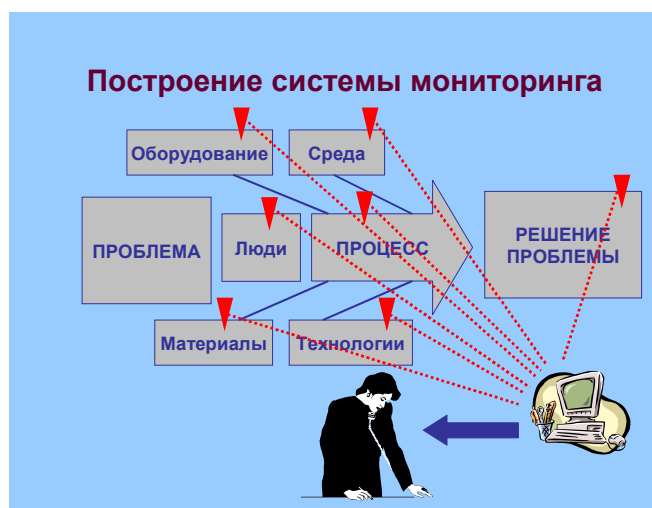 Построение системы мониторинга
Оборудование
Среда
ПРОБЛЕМА
Люди
ПРОЦЕСС
РЕШЕНИЕ
ПРОБЛЕМЫ
Материалы
Технологии